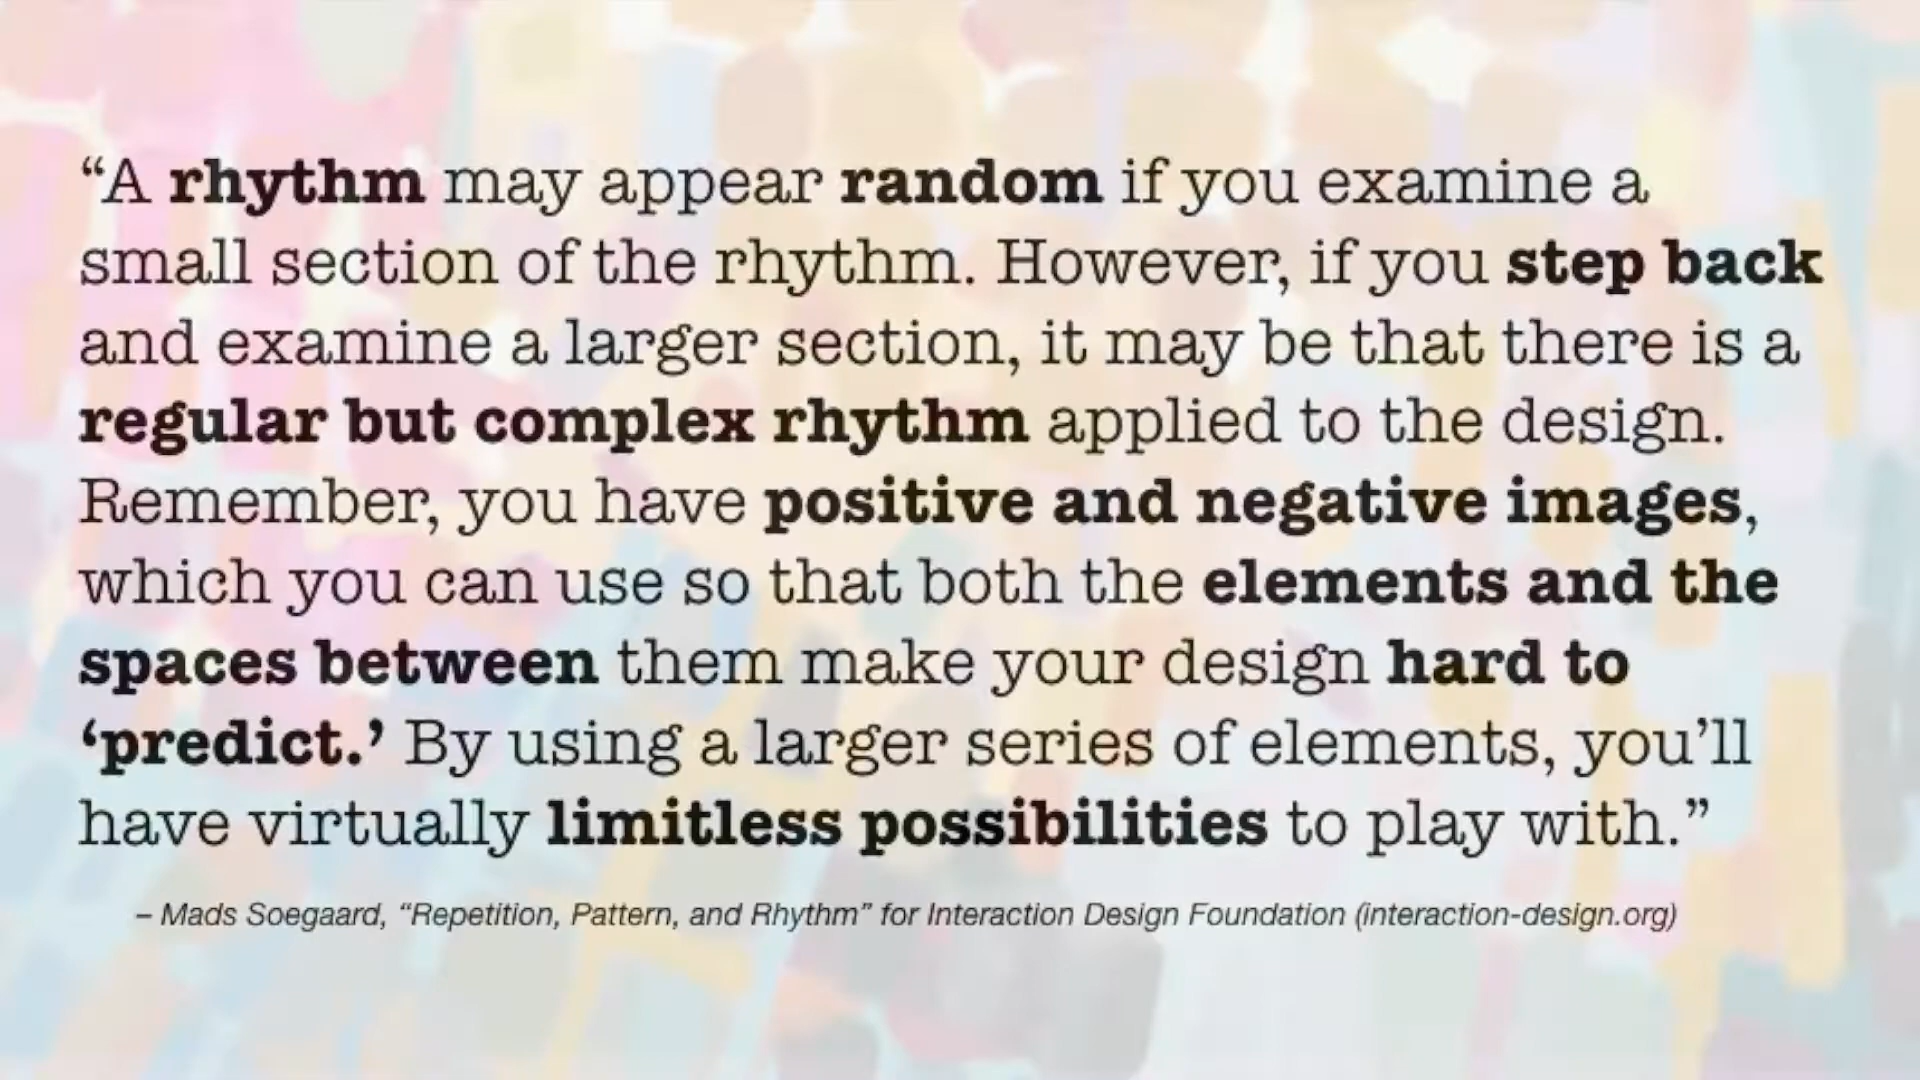 “A rhythm may appear random if you examine a
small section of the rhythm. However, if you step back
and examine a larger section, it may be that there is a
regular but complex rhythm applied to the design.
Remember, you have positive and negative images,
which you can use so that both the elements and the
spaces between them make your design hard to
‘predict.’ By using a larger series of elements, you’ll
have virtually limitless possibilities to play with.”
– Mads Soegaard, “Repetition, Pattern, and Rhythm” for Interaction Design Foundation (interaction-design.org)